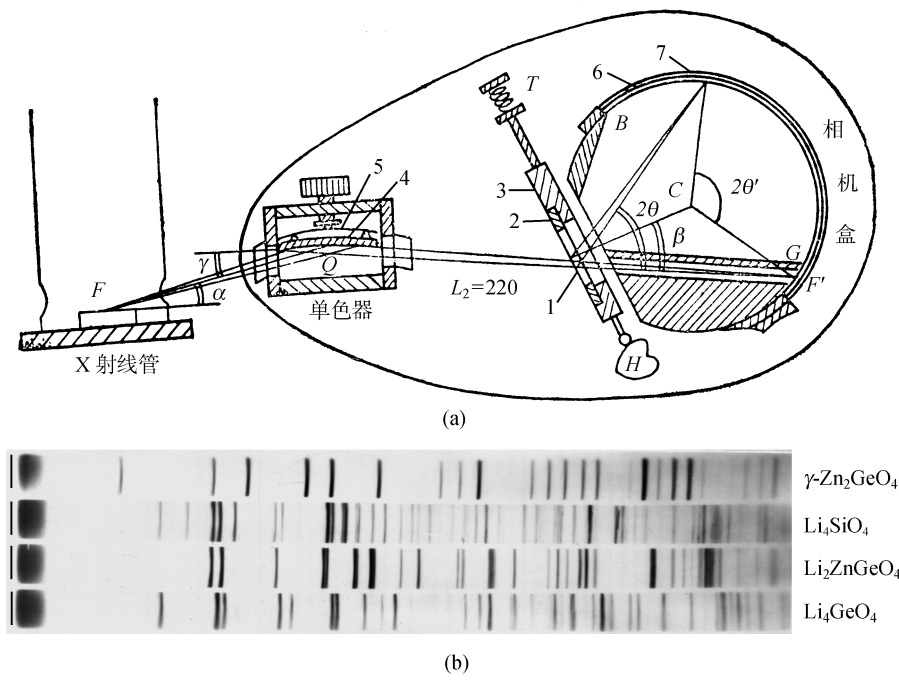 7
6
T
B
相
机
盒
3
5
4
C
2θ′
2
2θ
β
γ
Q
G
F
α
F′
L₂=220
1
单色器
X 射线管
H
(a)
γ-Zn₂GeO₄
Li₄SiO₄
Li₂ZnGeO₄
Li₄GeO₄
(b)